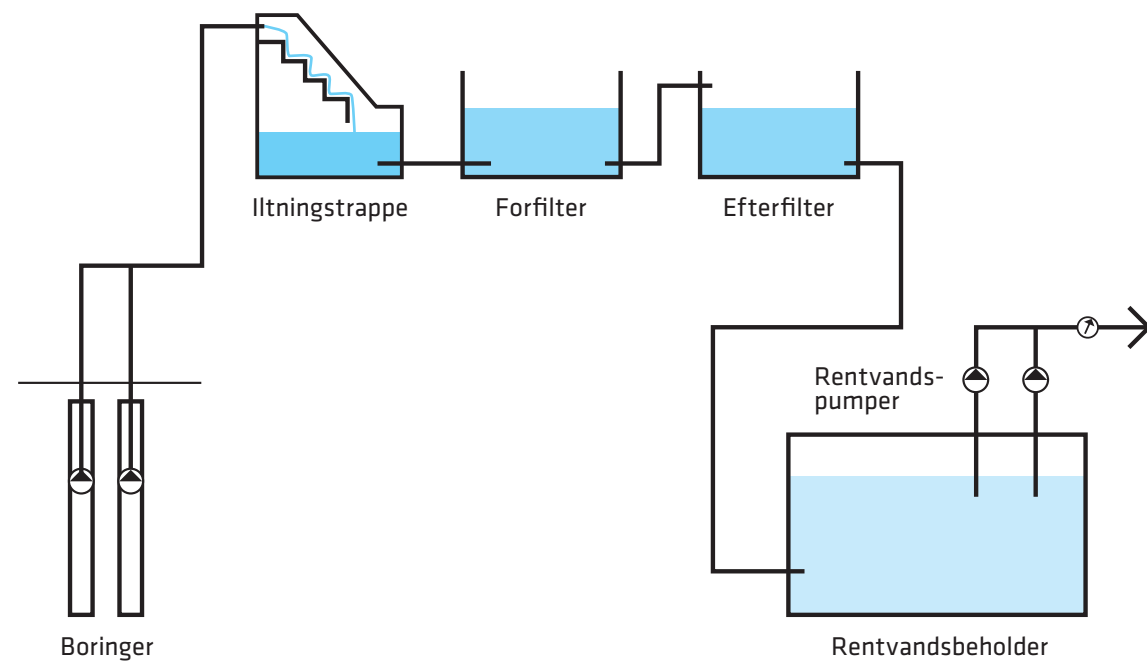 Iltningstrappe
Forfilter
Efterfilter
Rentvands-
pumper
Boringer
Rentvandsbeholder